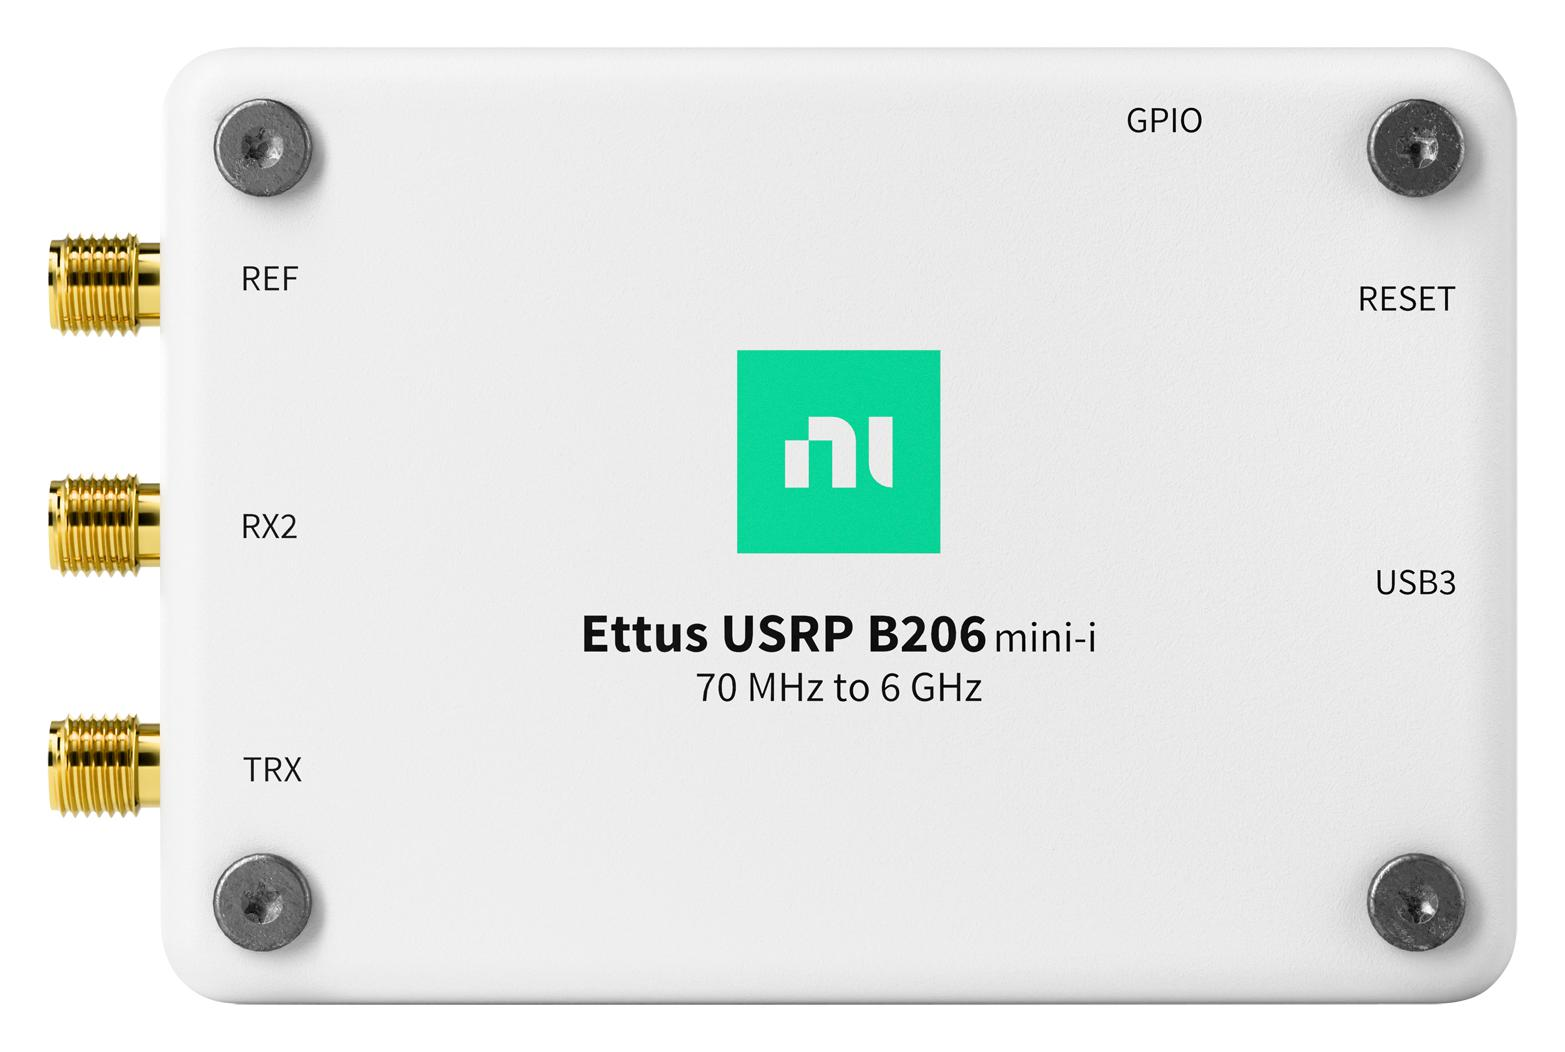 GPIO
REF
RESET
ni
RX2
USB3
Ettus USRP B206 mini-i
70 MHz to 6 GHz
TRX